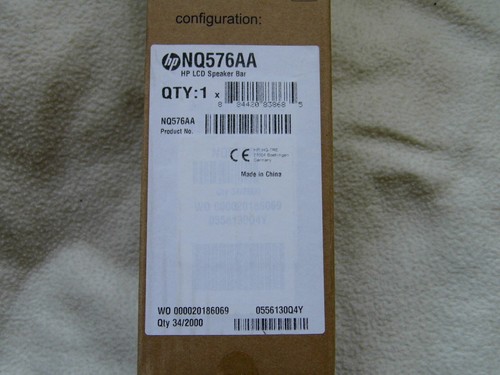 configuration:
hp NQ576AA
HP LCD Speaker Bar
QTY:1 x
8 84420 83868 5
NQ576AA
Product No.
CE
Made in China
WO 000020186069
0556130Q4Y
Qty 34/2000